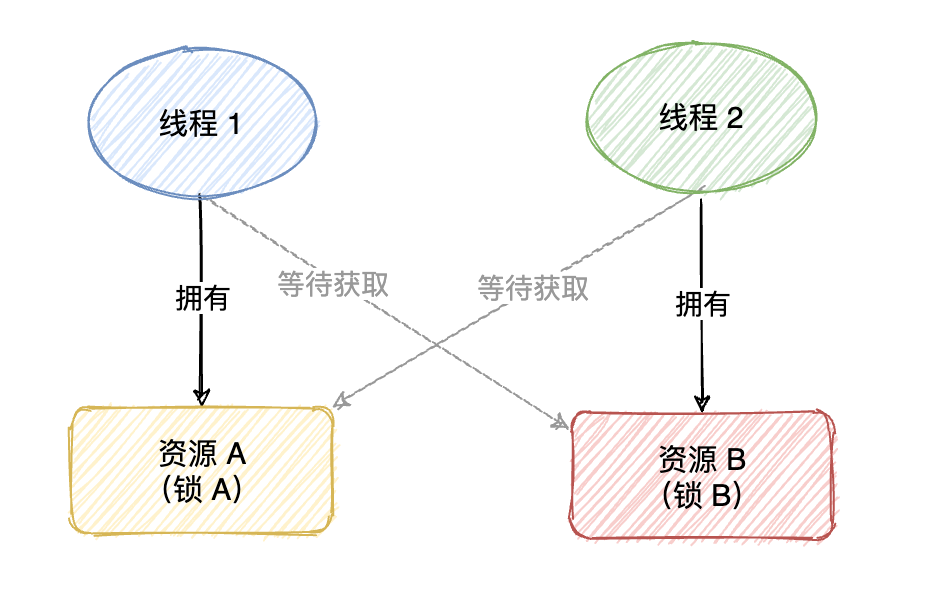 线程 1
线程 2
等待获取
等待获取
拥有
拥有
资源 A
（锁 A）
资源 B
（锁 B）